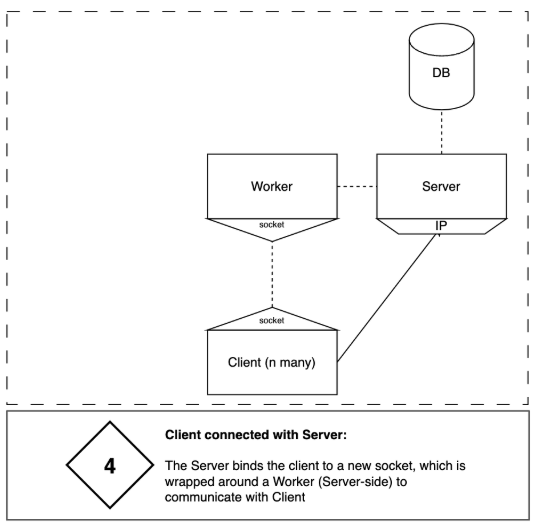 DB
Worker
Server
socket
IP
socket
Client (n many)
4
Client connected with Server:
The Server binds the client to a new socket, which is
wrapped around a Worker (Server-side) to
communicate with Client